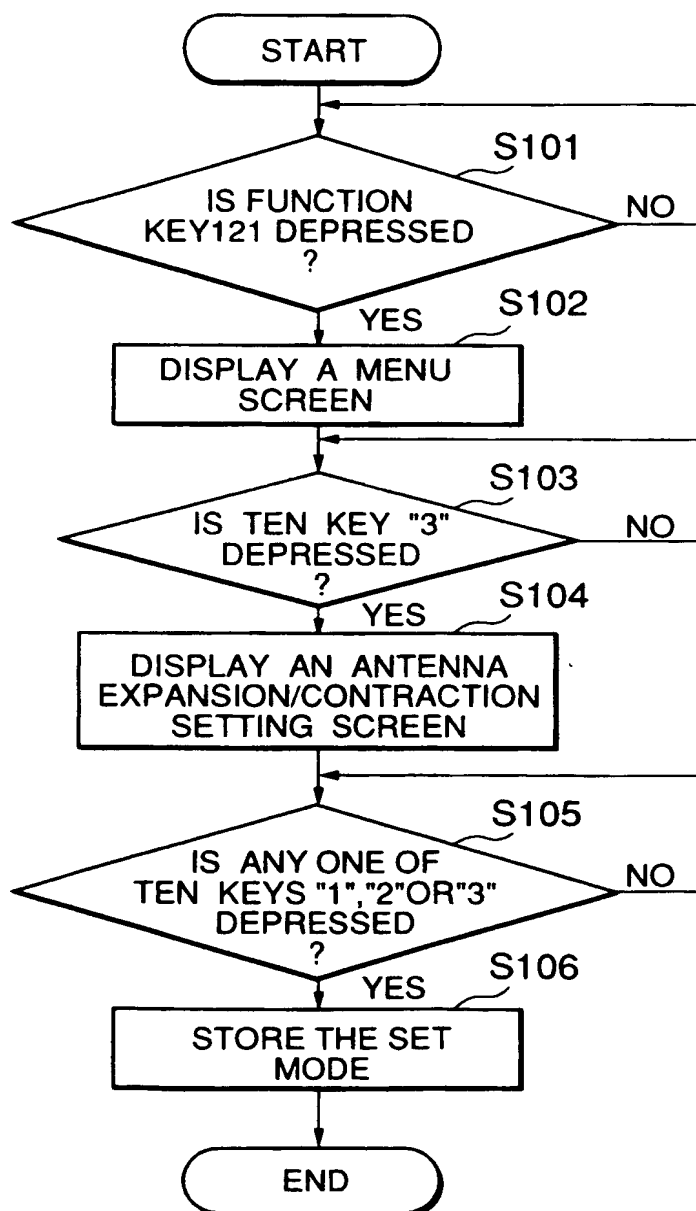 START
S101
IS FUNCTION
KEY121 DEPRESSED
?
NO
YES
S102
DISPLAY A MENU
SCREEN
S103
IS TEN KEY "3"
DEPRESSED
?
NO
YES
S104
DISPLAY AN ANTENNA
EXPANSION/CONTRACTION
SETTING SCREEN
S105
IS ANY ONE OF
TEN KEYS "1","2"OR"3"
DEPRESSED
?
NO
YES
S106
STORE THE SET
MODE
END